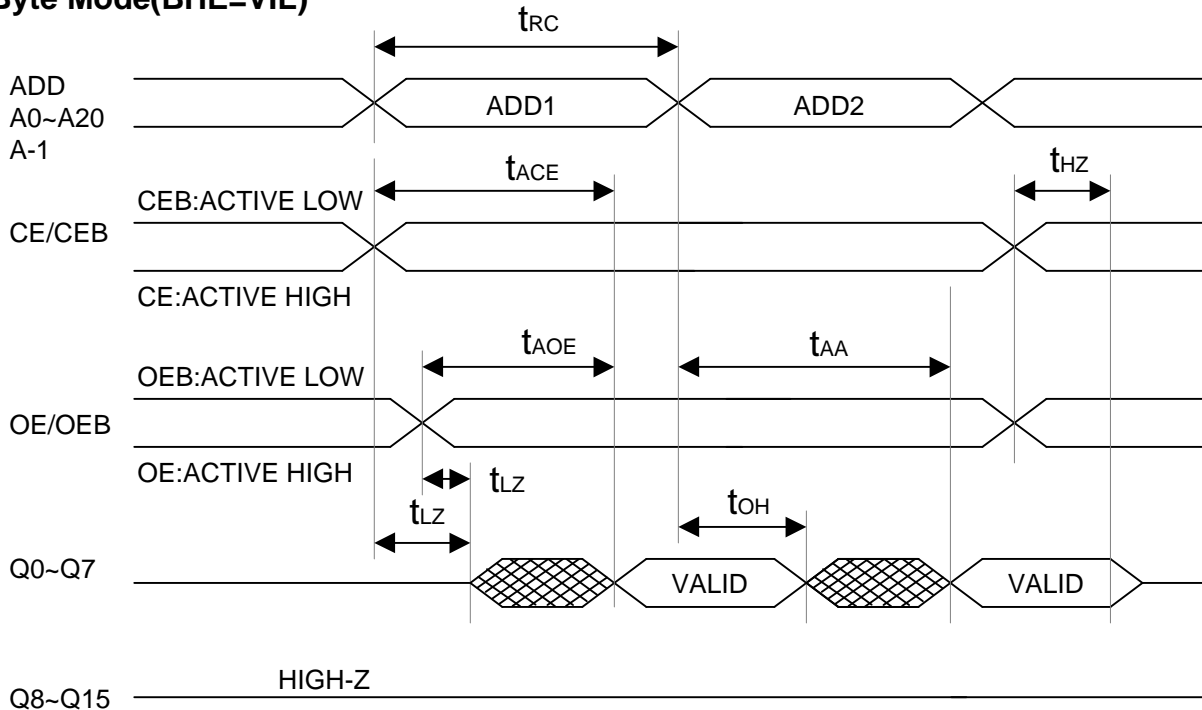 Byte Mode(BHE=VIL)
tRC
ADD
A0~A20
A-1
ADD1
ADD2
tACE
tHZ
CEB:ACTIVE LOW
CE/CEB
CE:ACTIVE HIGH
tAOE
tAA
OEB:ACTIVE LOW
OE/OEB
OE:ACTIVE HIGH
tLZ
tLZ
tOH
Q0~Q7
VALID
VALID
HIGH-Z
Q8~Q15